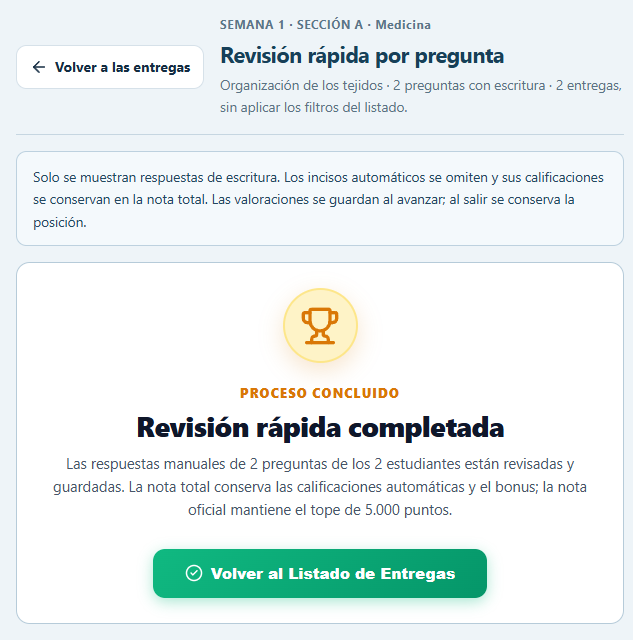 SEMANA 1 · SECCIÓN A · Medicina
Volver a las entregas
Revisión rápida por pregunta
Organización de los tejidos · 2 preguntas con escritura · 2 entregas,
sin aplicar los filtros del listado.
Solo se muestran respuestas de escritura. Los incisos automáticos se omiten y sus calificaciones
se conservan en la nota total. Las valoraciones se guardan al avanzar; al salir se conserva la
posición.
PROCESO CONCLUIDO
Revisión rápida completada
Las respuestas manuales de 2 preguntas de los 2 estudiantes están revisadas y
guardadas. La nota total conserva las calificaciones automáticas y el bonus; la nota
oficial mantiene el tope de 5.000 puntos.
Volver al Listado de Entregas